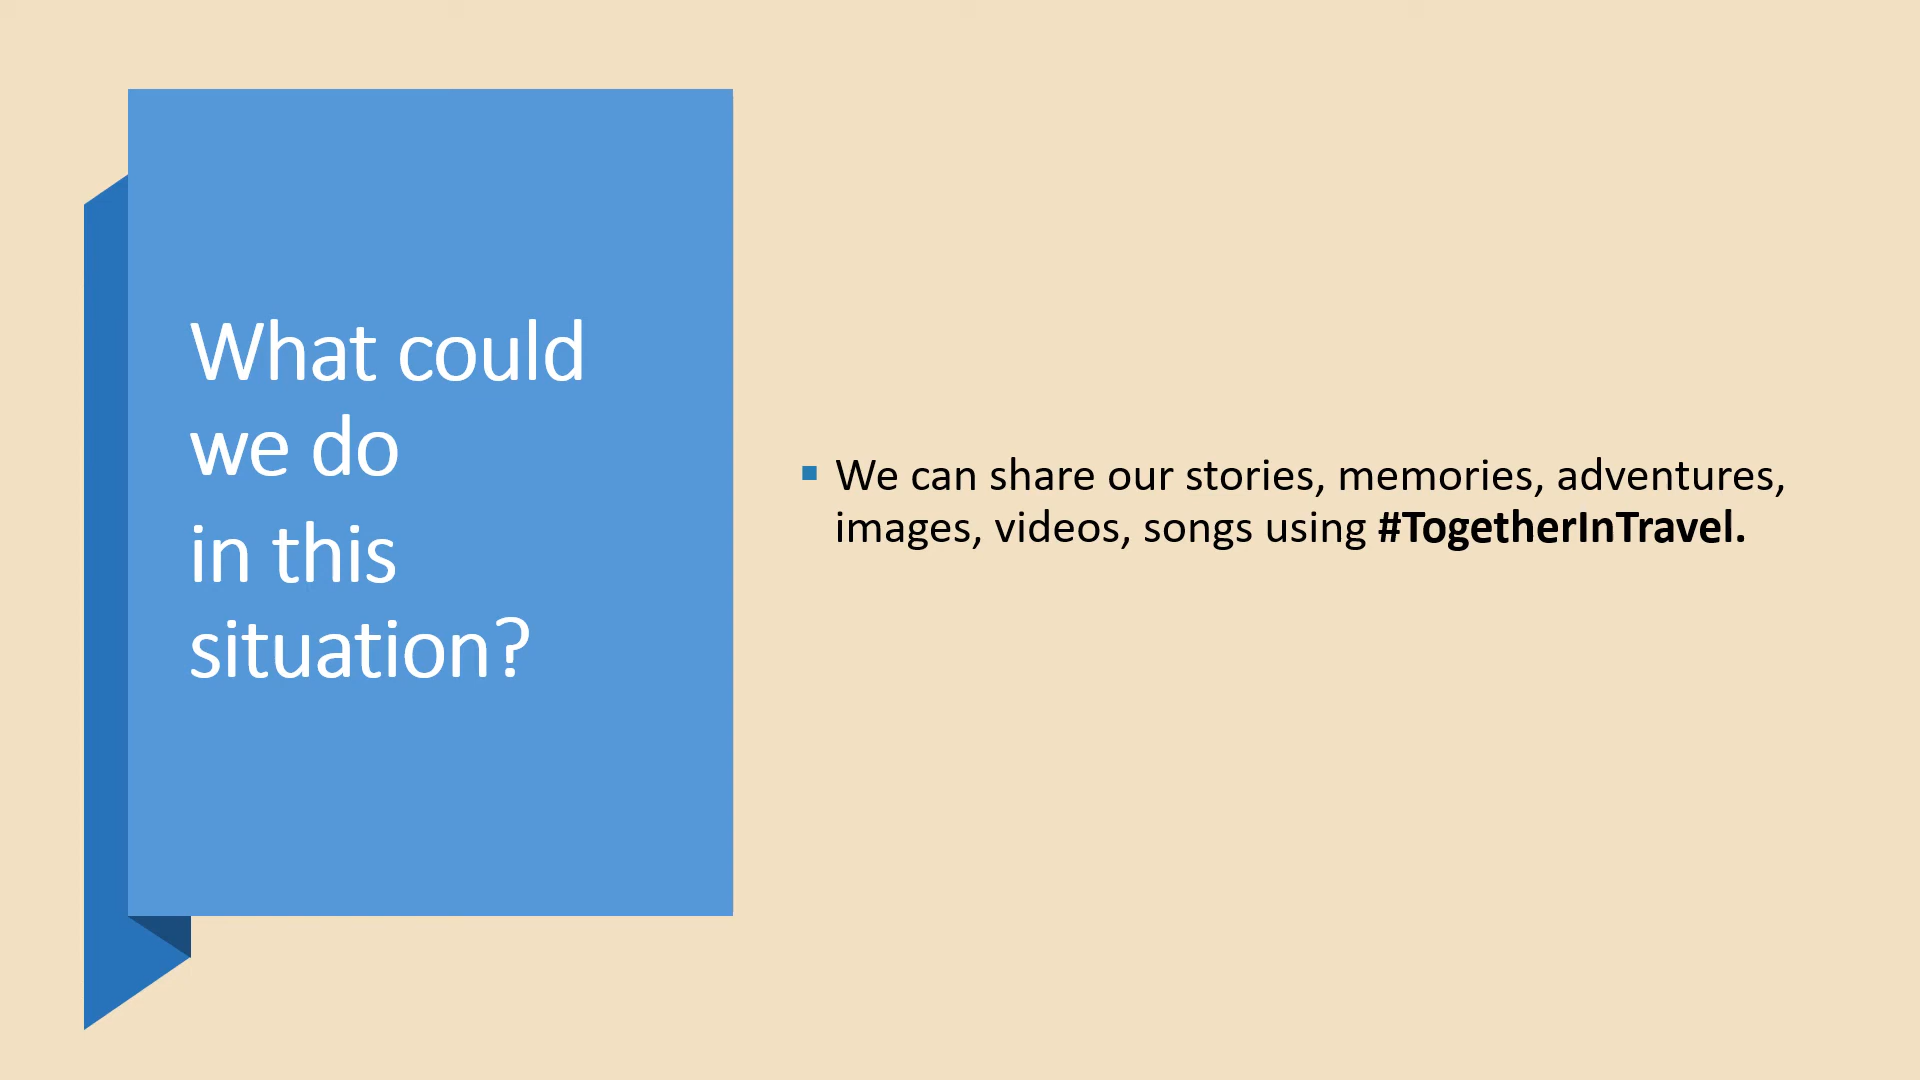 What could
we do
in this
situation?
We can share our stories, memories, adventures,
images, videos, songs using #TogetherInTravel.